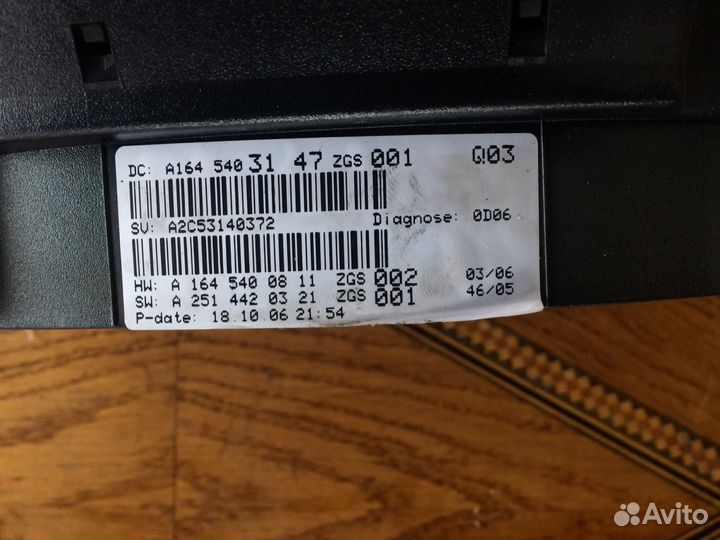 DC: A164 540 31 47 ZGS 001 Q03
SV: A2C53140372 Diagnose: 0D06
HW: A 164 540 08 11 ZGS 002 03/06
SW: A 251 442 03 21 ZGS 001 46/05
P-date: 18.10.06 21:54
Avito